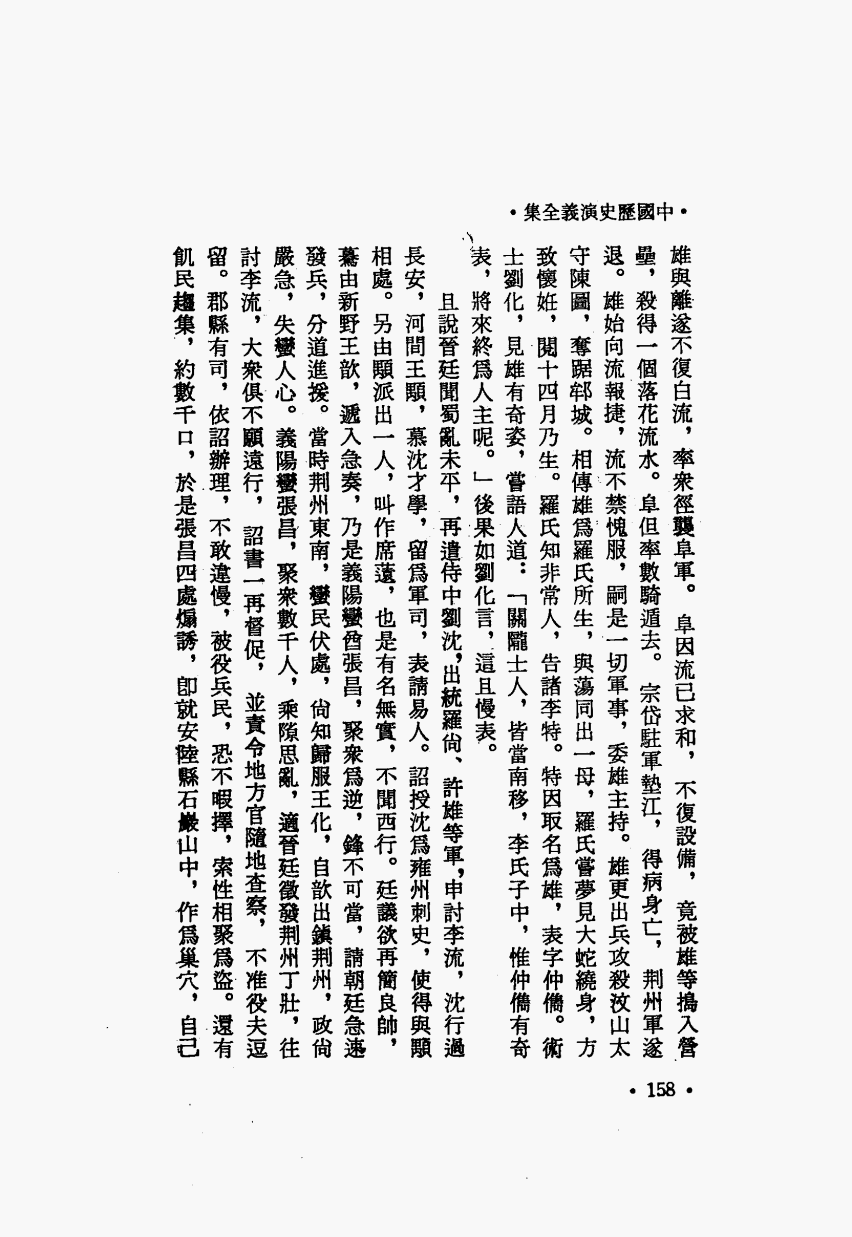 •中國歷史演義全集•
雄與離遂不復白流，率衆徑襲阜軍。阜因流已求和，不復設備，竟被雄等搗入營
壘，殺得一個落花流水。阜但率數騎遁去。宗岱駐軍墊江，得病身亡，荆州軍遂
退。雄始向流報捷，流不禁愧服，嗣是一切軍事，委雄主持。雄更出兵攻殺汶山太
守陳圖，奪踞郫城。相傳雄爲羅氏所生，與蕩同出一母，羅氏嘗夢見大蛇繞身，方
致懷姙，閱十四月乃生。羅氏知非常人，告諸李特。特因取名爲雄，表字仲儁。術
士劉化，見雄有奇姿，嘗語人道：「關隴士人，皆當南移，李氏子中，惟仲儁有奇
表，將來終爲人主呢。」後果如劉化言，這且慢表。
且說晉廷聞蜀亂未平，再遣侍中劉沈，出統羅尙、許雄等軍，申討李流，沈行過
長安，河間王顒，慕沈才學，留爲軍司，表請易人。詔授沈爲雍州刺史，使得與顒
相處。另由顒派出一人，叫作席薳，也是有名無實，不聞西行。廷議欲再簡良帥，
驀由新野王歆，遞入急奏，乃是義陽蠻酋張昌，聚衆爲逆，鋒不可當，請朝廷急速
發兵，分道進援。當時荆州東南，蠻民伏處，尙知歸服王化，自歆出鎮荆州，政尙
嚴急，失蠻人心。義陽蠻張昌，聚衆數千人，乘隙思亂，適晉廷徵發荆州丁壯，往
討李流，大衆俱不願遠行，詔書一再督促，並責令地方官隨地查察，不准役夫逗
留。郡縣有司，依詔辦理，不敢違慢，被役兵民，恐不暇擇，索性相聚爲盜。還有
飢民趨集，約數千口，於是張昌四處煽誘，卽就安陸縣石巖山中，作爲巢穴，自己
•158•